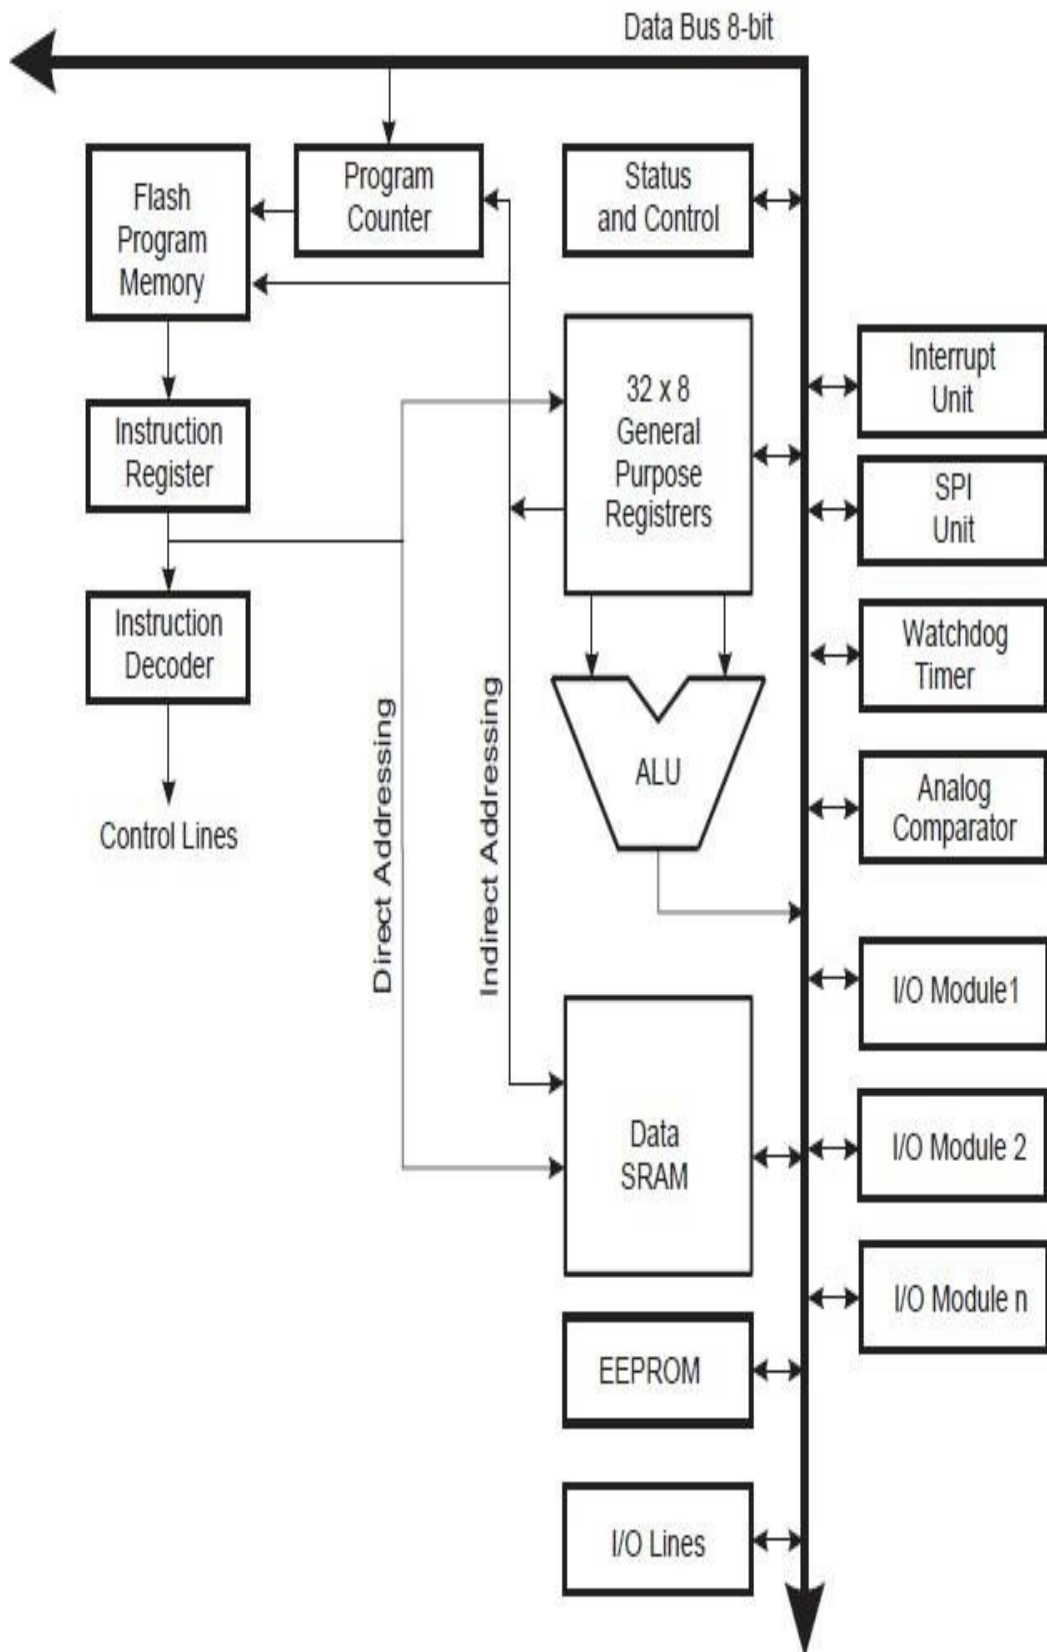 Data Bus 8-bit
Flash
Program
Memory
Program
Counter
Status
and Control
Interrupt
Unit
32 x 8
General
Purpose
Registrers
Instruction
Register
SPI
Unit
Instruction
Decoder
Watchdog
Timer
Direct Addressing
Indirect Addressing
ALU
Analog
Comparator
Control Lines
I/O Module1
Data
SRAM
I/O Module 2
I/O Module n
EEPROM
I/O Lines